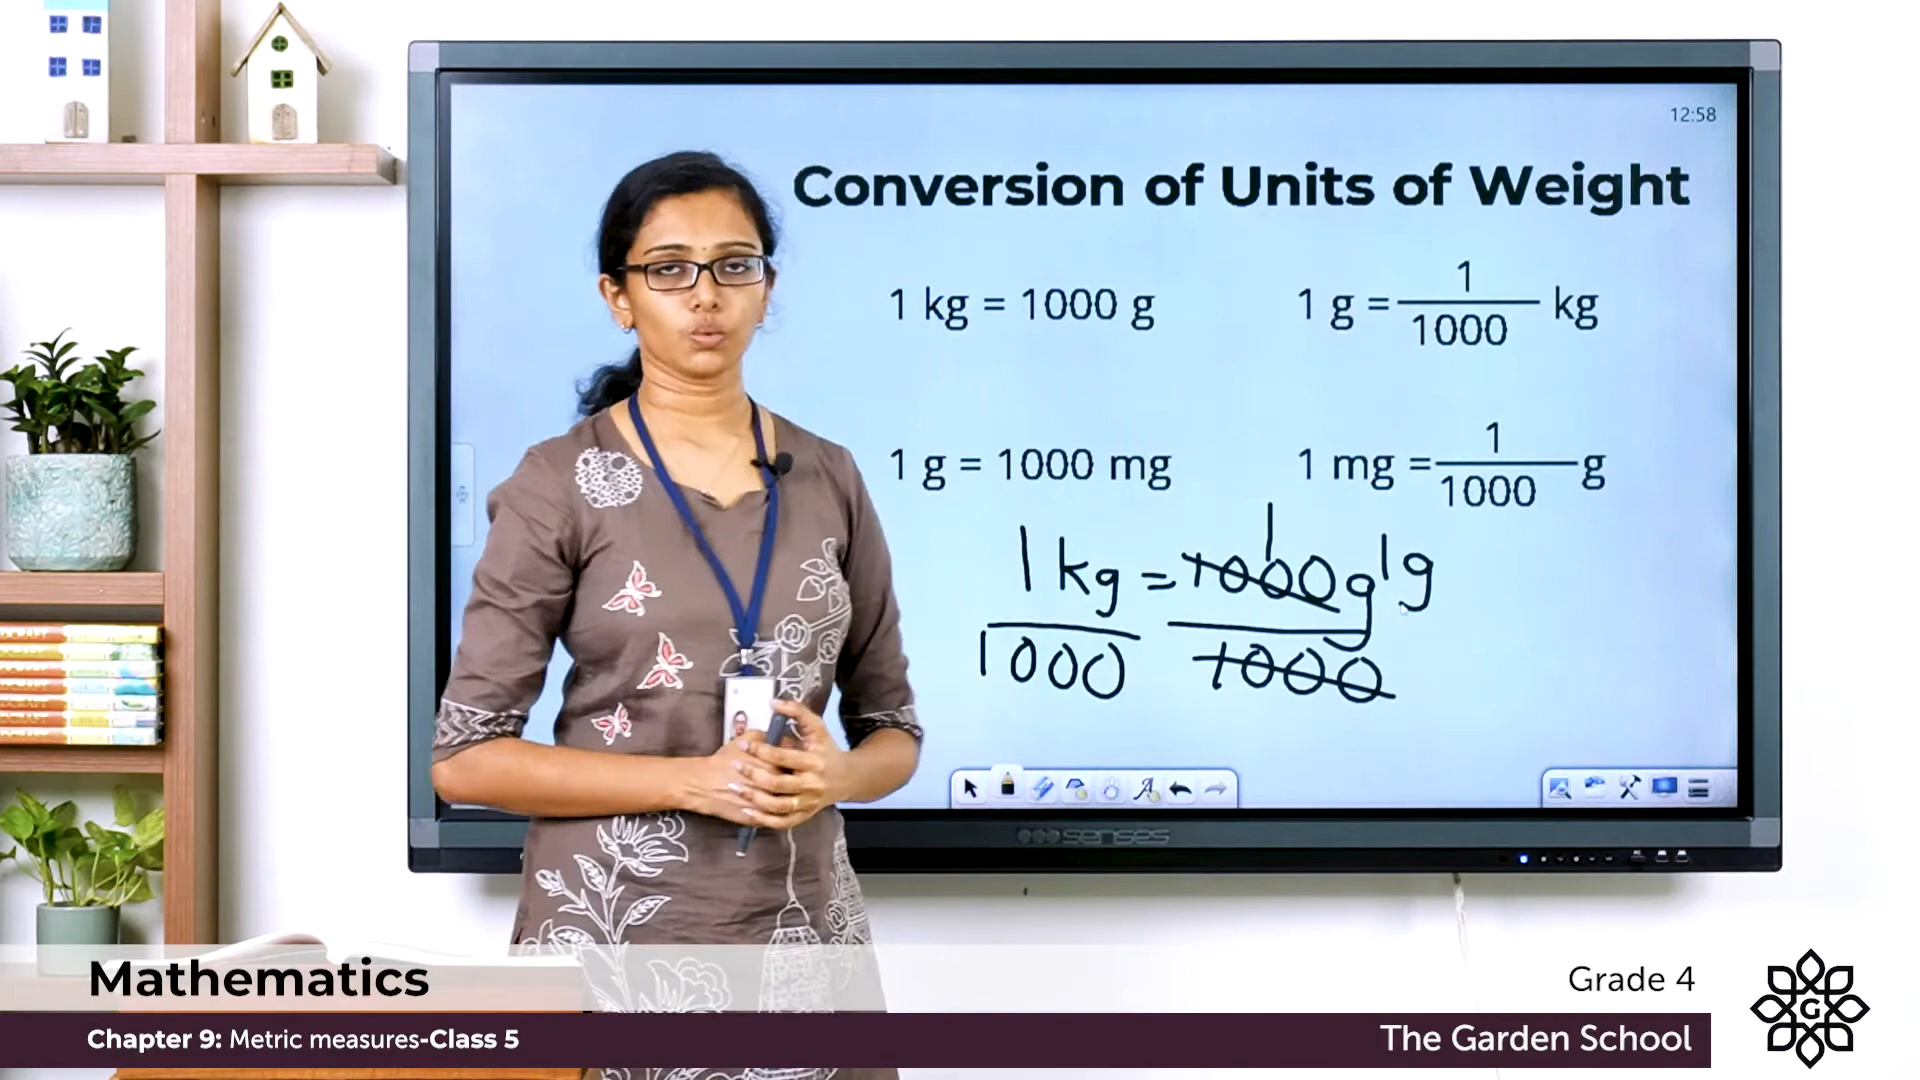 12:58
Conversion of Units of Weight
1 kg = 1000 g
1 g = 1/1000 kg
1 g = 1000 mg
1 mg = 1/1000 g
1 kg/1000 = 1000g/1000 1 1g
senses
Mathematics
Grade 4
Chapter 9: Metric measures-Class 5
The Garden School
G